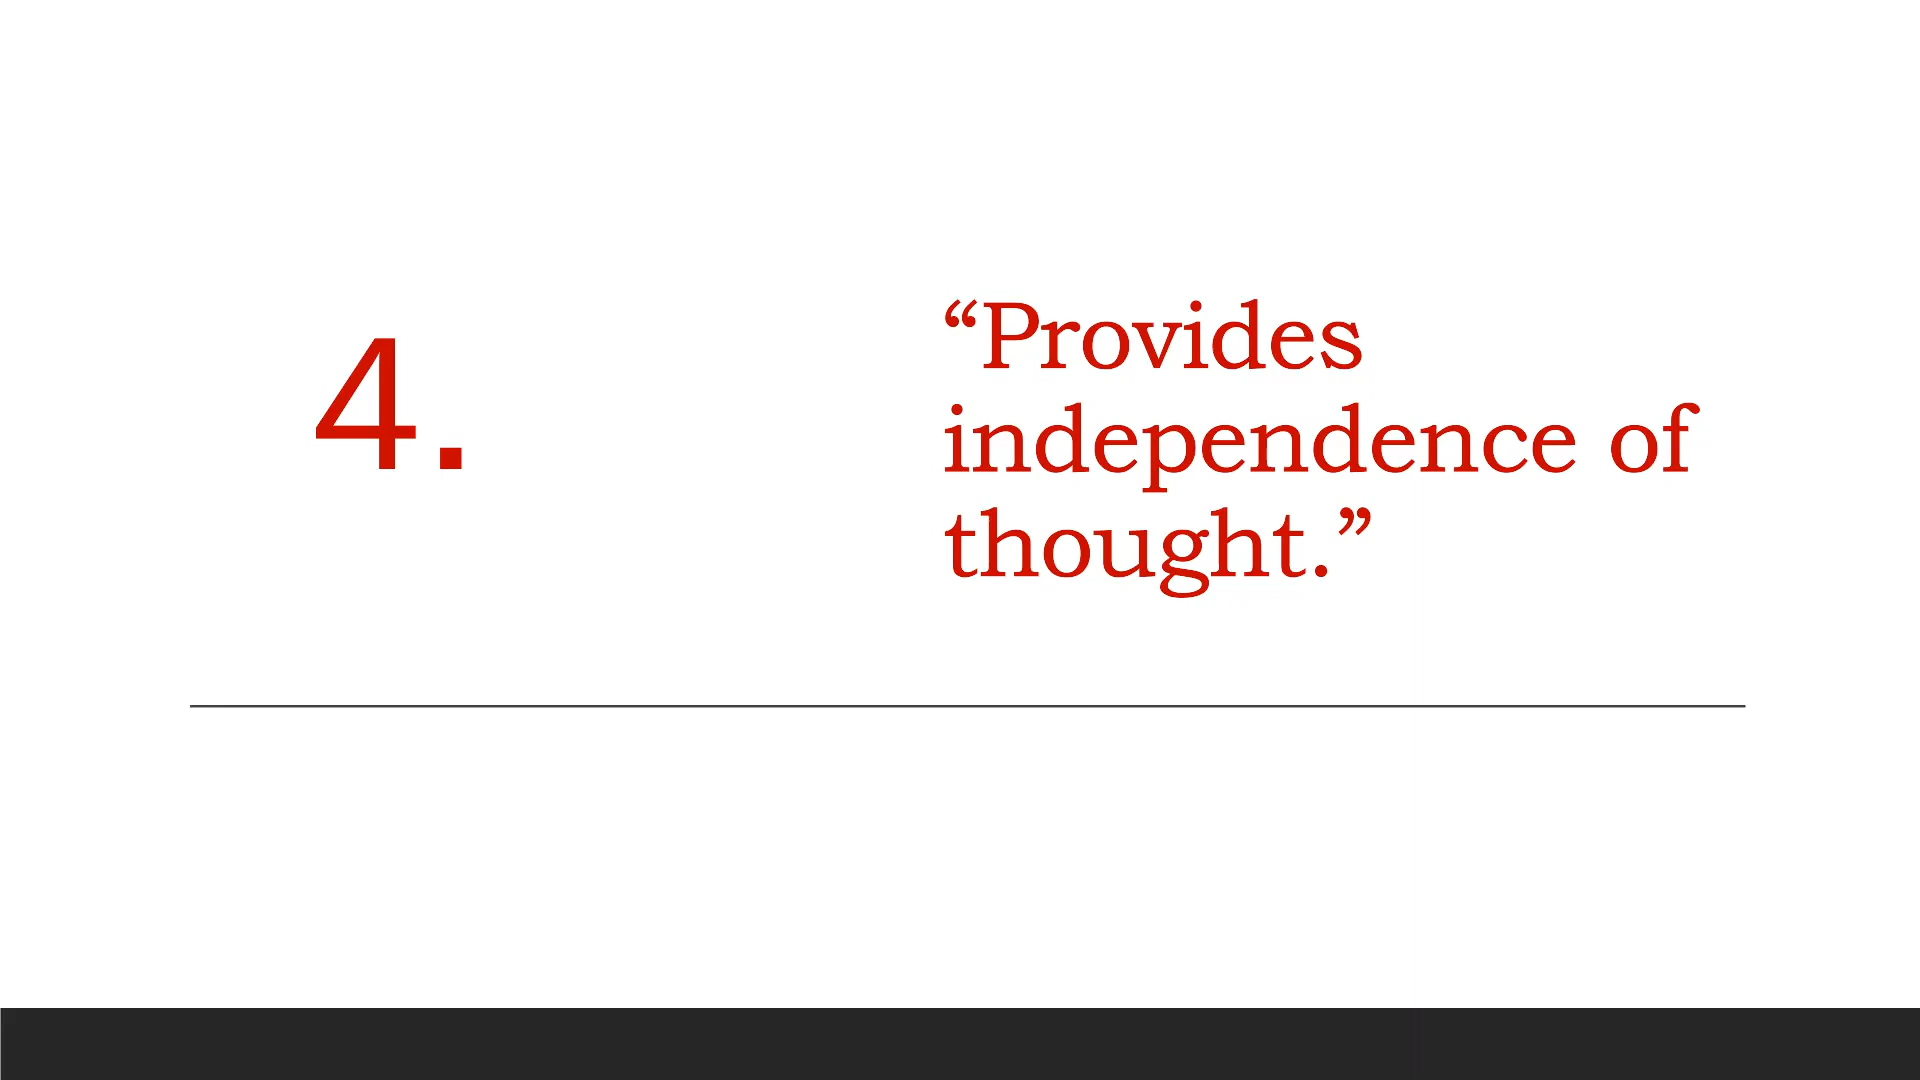 4.
“Provides
independence of
thought.”